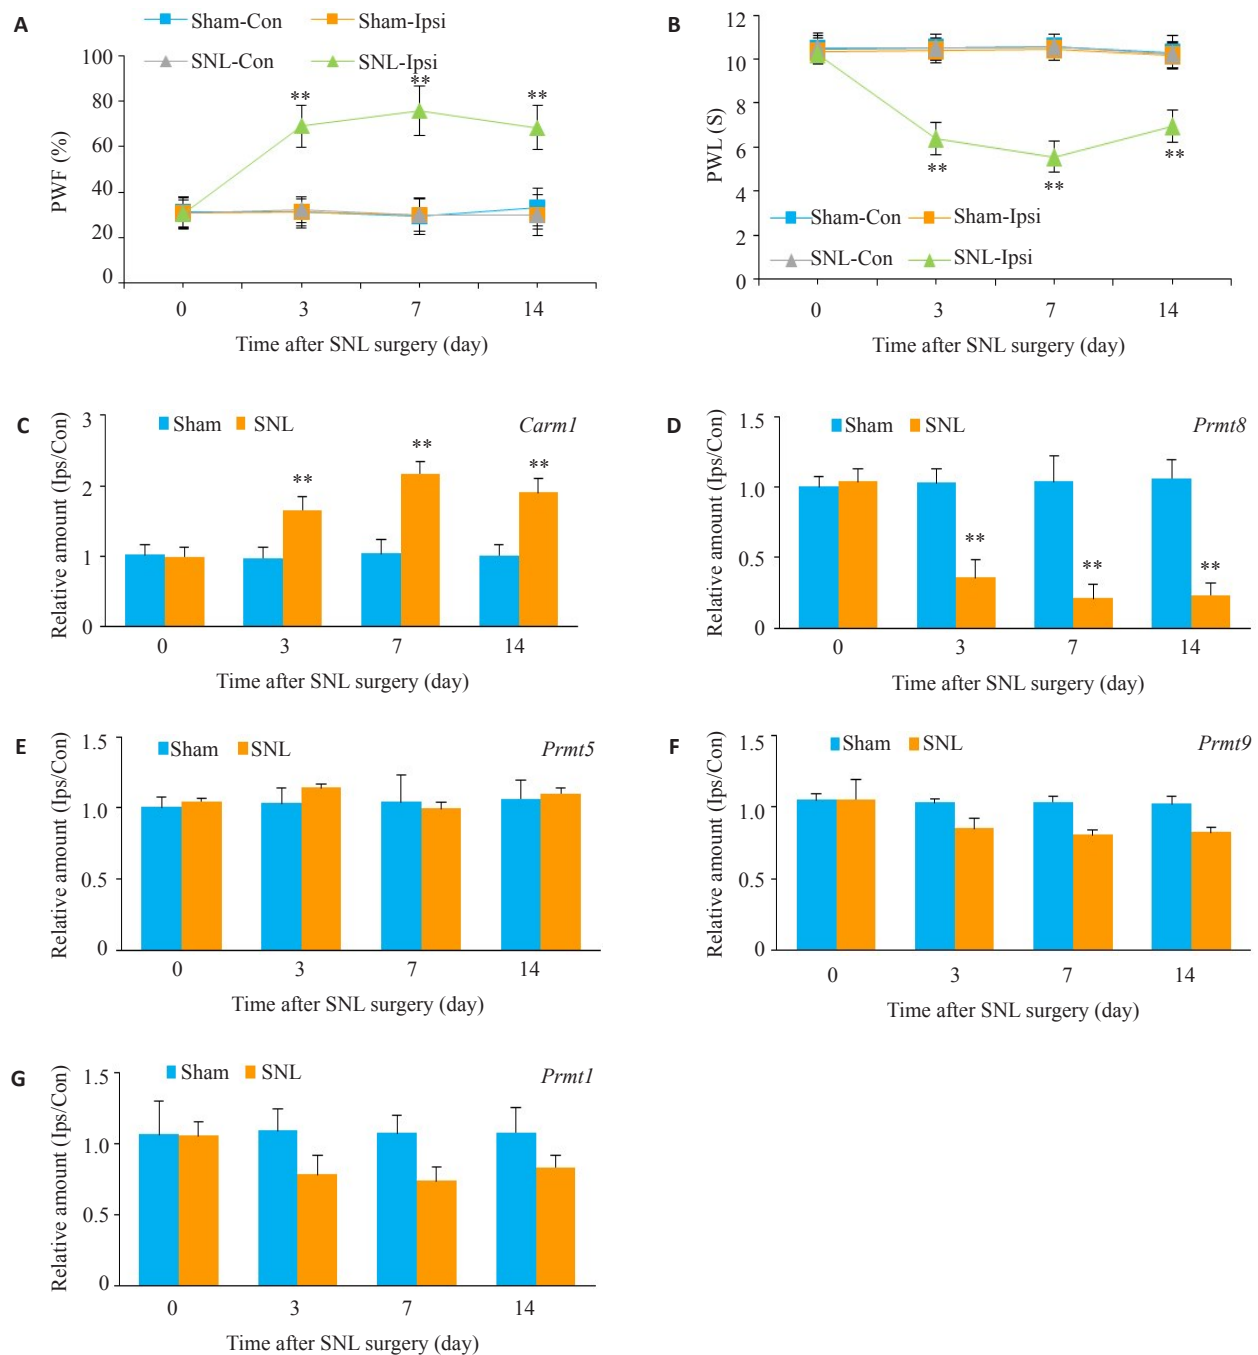 A
Sham-Con
Sham-Ipsi
SNL-Con
SNL-Ipsi
PWF (%)
100
80
60
40
20
0
**
**
**
0 3 7 14
Time after SNL surgery (day)
B
PWL (S)
12
10
8
6
4
2
0
**
**
**
Sham-Con
Sham-Ipsi
SNL-Con
SNL-Ipsi
0 3 7 14
Time after SNL surgery (day)
C
Sham
SNL
Carm1
Relative amount (Ips/Con)
3
2
1
0
**
**
**
0 3 7 14
Time after SNL surgery (day)
D
Sham
SNL
Prmt8
Relative amount (Ips/Con)
1.5
1.0
0.5
0
**
**
**
0 3 7 14
Time after SNL surgery (day)
E
Sham
SNL
Prmt5
Relative amount (Ips/Con)
1.5
1.0
0.5
0
0 3 7 14
Time after SNL surgery (day)
F
Sham
SNL
Prmt9
Relative amount (Ips/Con)
1.5
1.0
0.5
0
0 3 7 14
Time after SNL surgery (day)
G
Sham
SNL
Prmt1
Relative amount (Ips/Con)
1.5
1.0
0.5
0
0 3 7 14
Time after SNL surgery (day)